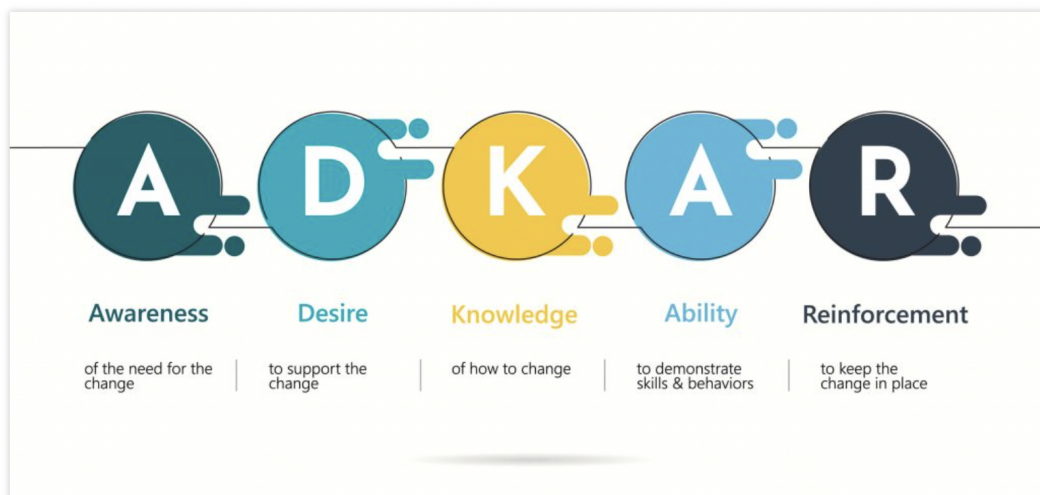 A D K A R
Awareness
of the need for the
change
Desire
to support the
change
Knowledge
of how to change
Ability
to demonstrate
skills & behaviors
Reinforcement
to keep the
change in place